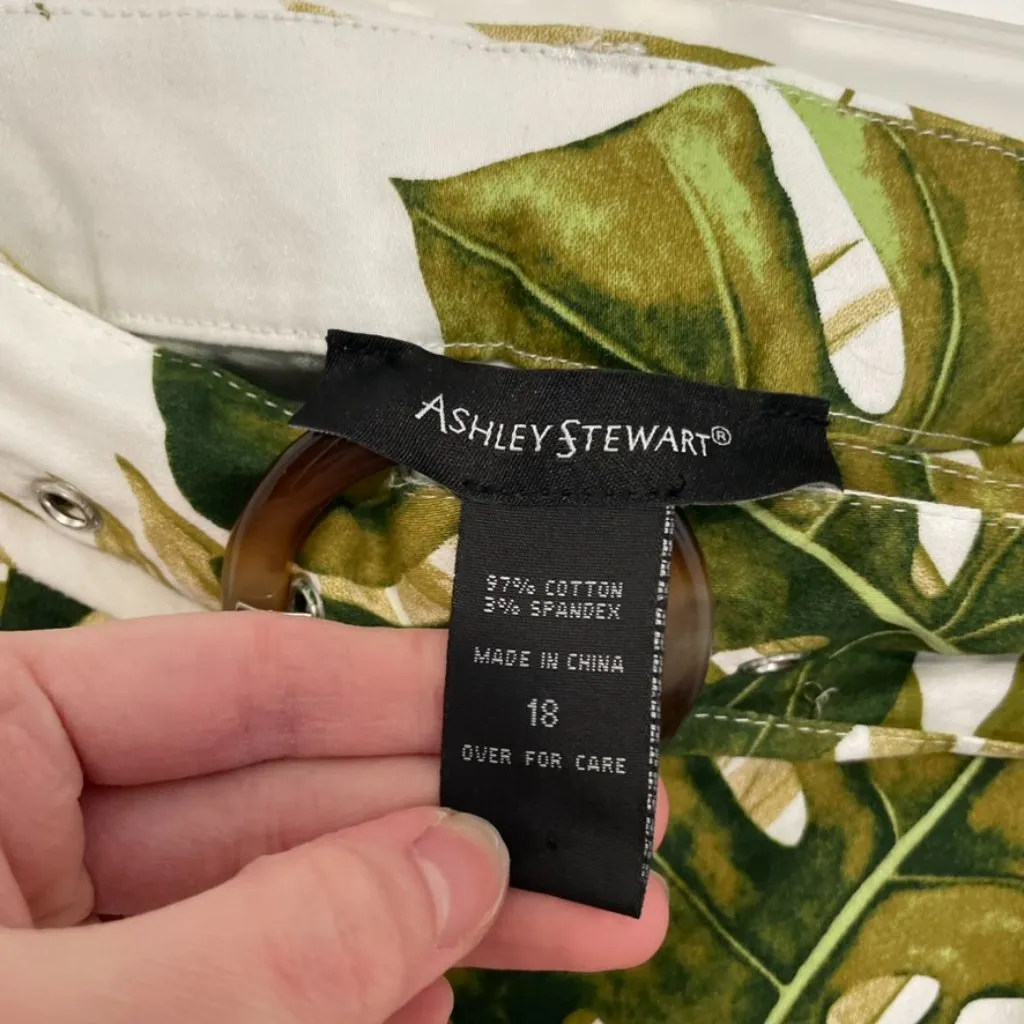 ASHLEY STEWART®
97% COTTON
3% SPANDEX
MADE IN CHINA
18
OVER FOR CARE